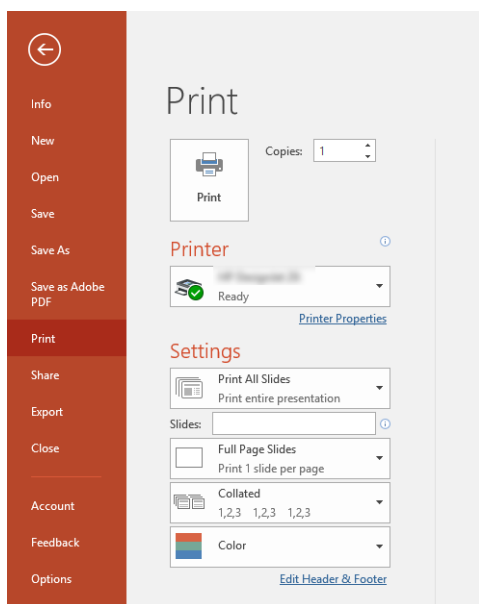 Info
New
Open
Save
Save As
Save as Adobe
PDF
Print
Share
Export
Close
Account
Feedback
Options
Print
Copies: 1
Print
Printer
Ready
Printer Properties
Settings
Print All Slides
Print entire presentation
Slides:
Full Page Slides
Print 1 slide per page
Collated
1,2,3 1,2,3 1,2,3
Color
Edit Header & Footer